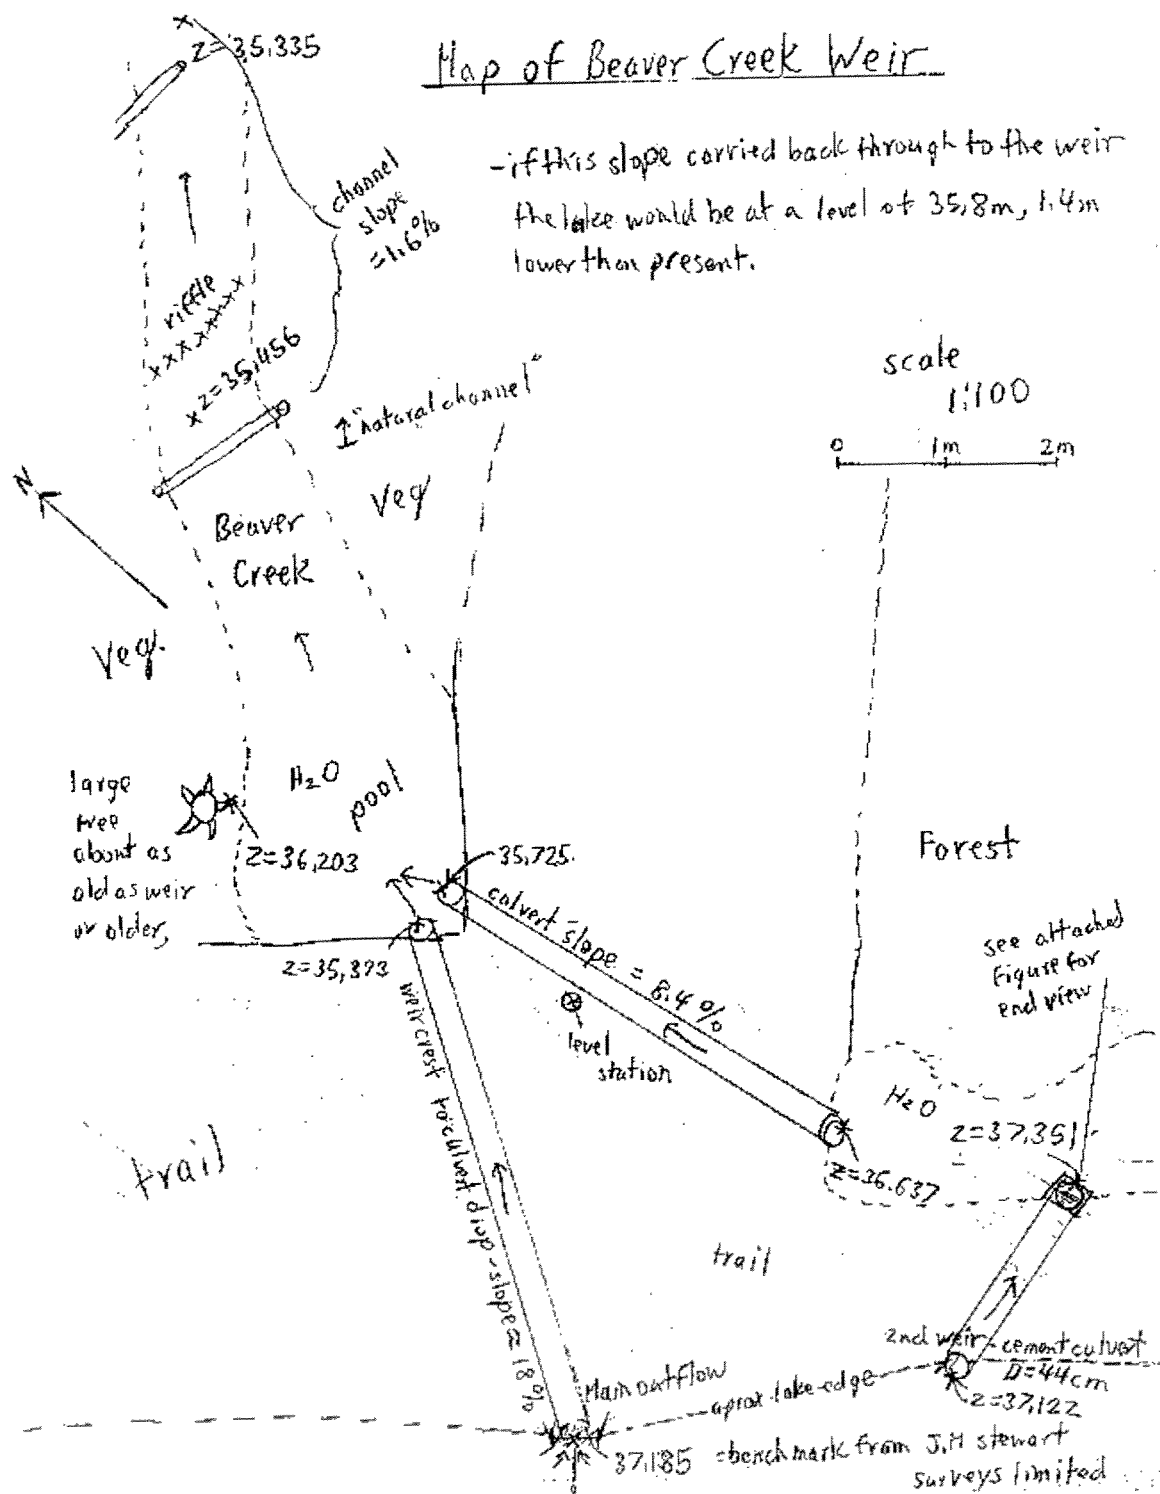 Map of Beaver Creek Weir
z=35.335
-if this slope carried back through to the weir
the lake would be at a level of 35.8m, 1.4m
lower than present.
channel
slope
=1.6%
riffle
xz=35.456
"natural channel"
scale
1:100
0 1m 2m
N
Veg
Beaver
Creek
Veg.
H₂O
pool
large
tree
about as
old as weir
or older,
z=36,203
35,725.
culvert slope = 8.4%
z=35,373
weir crest to culvert drop-slope≈18%
level
station
Forest
see attached
Figure for
end view
H₂O
z=37,351
z=36.637
trail
trail
2nd weir-cement culvert
D=44cm
z=37,122
Main outflow
aprox. lake-edge
37,185 =benchmark from J.H stewart
surveys limited